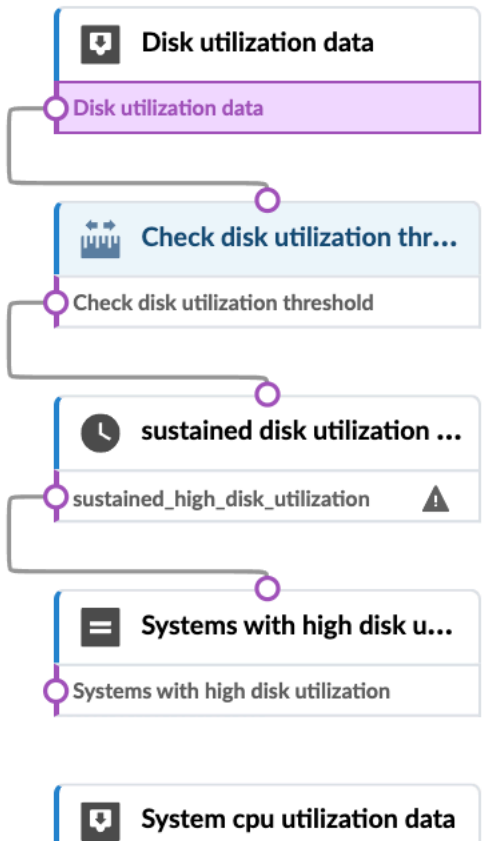 Disk utilization data
Disk utilization data
Check disk utilization thr...
Check disk utilization threshold
sustained disk utilization ...
sustained_high_disk_utilization
Systems with high disk u...
Systems with high disk utilization
System cpu utilization data